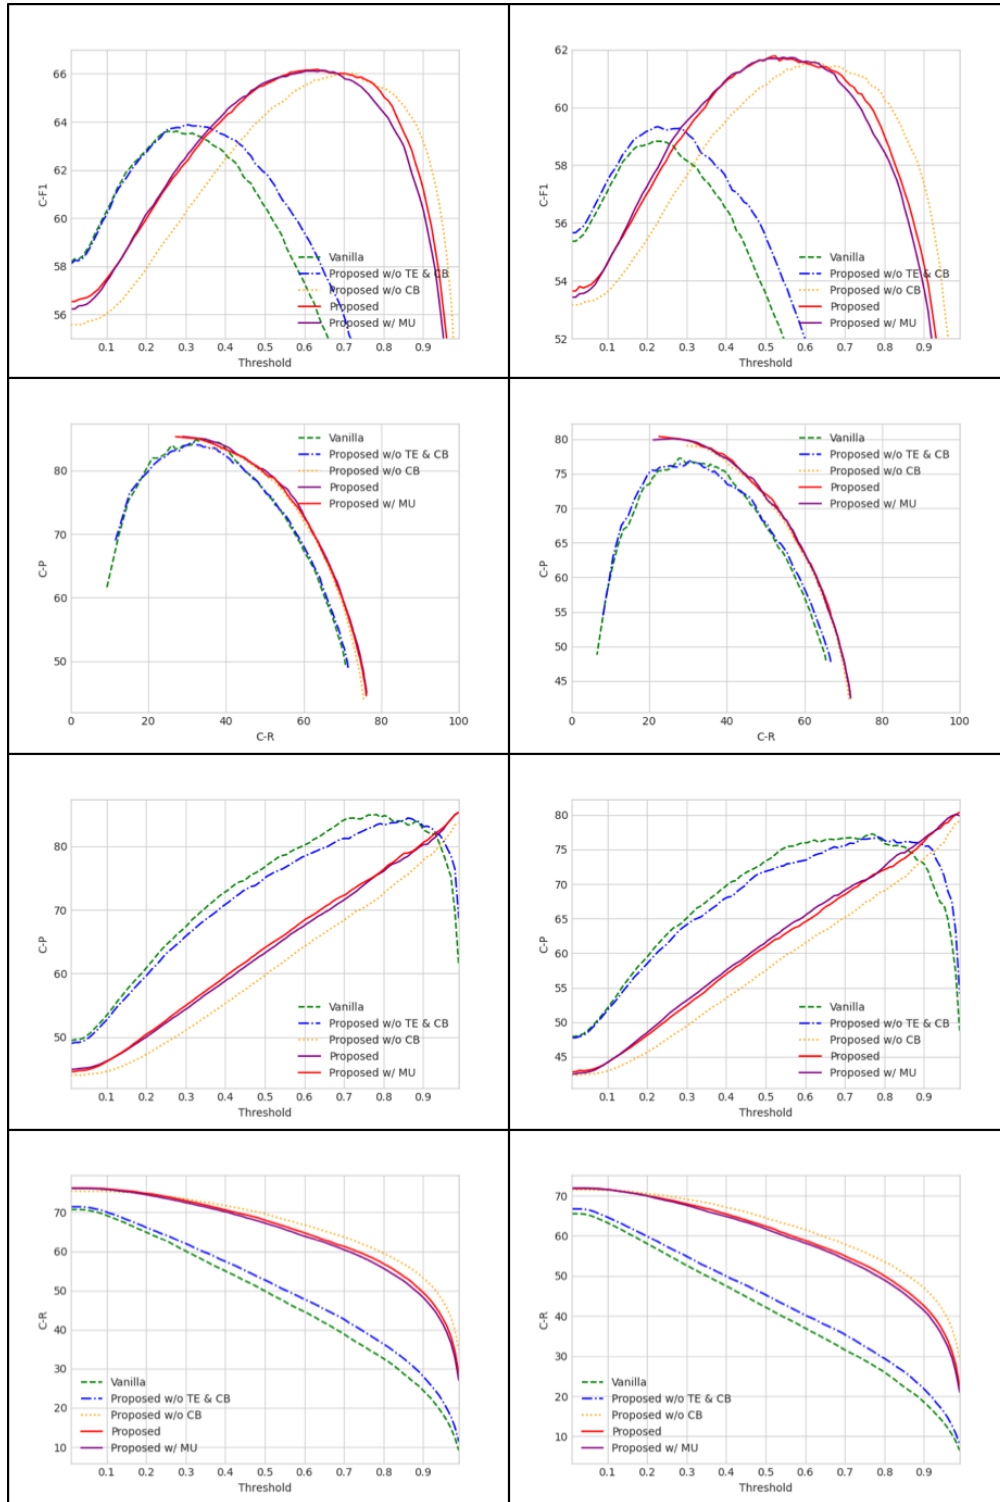 66
64
62
60
58
56
C-F1
Vanilla
Proposed w/o TE & CB
Proposed w/o CB
Proposed
Proposed w/ MU
0.1 0.2 0.3 0.4 0.5 0.6 0.7 0.8 0.9
Threshold
62
60
58
56
54
52
C-F1
Vanilla
Proposed w/o TE & CB
Proposed w/o CB
Proposed
Proposed w/ MU
0.1 0.2 0.3 0.4 0.5 0.6 0.7 0.8 0.9
Threshold
80
70
60
50
C-P
Vanilla
Proposed w/o TE & CB
Proposed w/o CB
Proposed
Proposed w/ MU
0 20 40 60 80 100
C-R
80
75
70
65
60
55
50
45
C-P
Vanilla
Proposed w/o TE & CB
Proposed w/o CB
Proposed
Proposed w/ MU
0 20 40 60 80 100
C-R
80
70
60
50
C-P
Vanilla
Proposed w/o TE & CB
Proposed w/o CB
Proposed
Proposed w/ MU
0.1 0.2 0.3 0.4 0.5 0.6 0.7 0.8 0.9
Threshold
80
75
70
65
60
55
50
45
C-P
Vanilla
Proposed w/o TE & CB
Proposed w/o CB
Proposed
Proposed w/ MU
0.1 0.2 0.3 0.4 0.5 0.6 0.7 0.8 0.9
Threshold
70
60
50
40
30
20
10
C-R
Vanilla
Proposed w/o TE & CB
Proposed w/o CB
Proposed
Proposed w/ MU
0.1 0.2 0.3 0.4 0.5 0.6 0.7 0.8 0.9
Threshold
70
60
50
40
30
20
10
C-R
Vanilla
Proposed w/o TE & CB
Proposed w/o CB
Proposed
Proposed w/ MU
0.1 0.2 0.3 0.4 0.5 0.6 0.7 0.8 0.9
Threshold